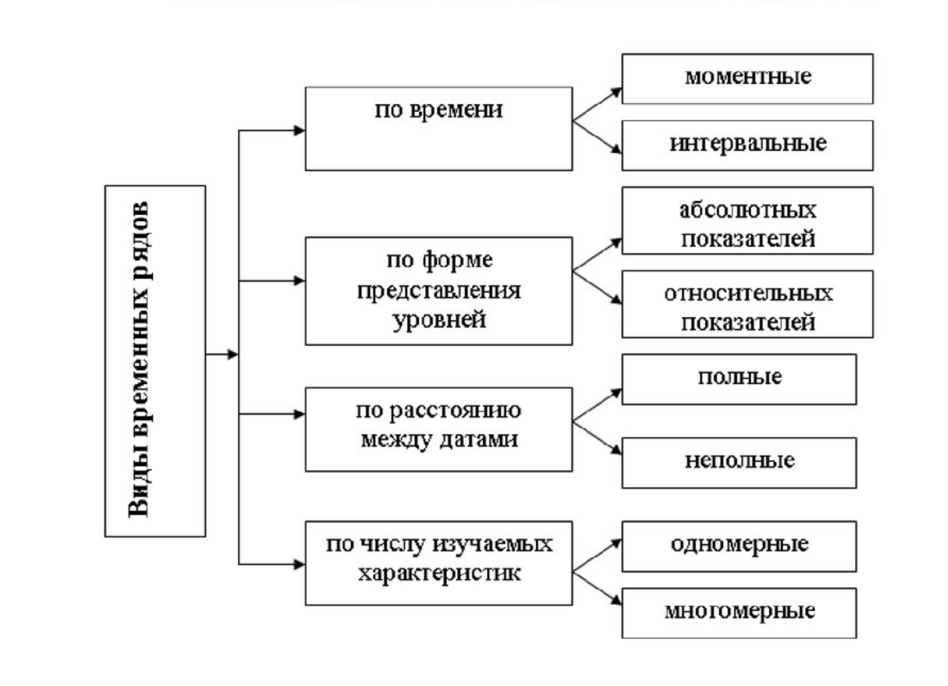 Виды временных рядов
по времени
моментные
интервальные
по форме
представления
уровней
абсолютных
показателей
относительных
показателей
по расстоянию
между датами
полные
неполные
по числу изучаемых
характеристик
одномерные
многомерные